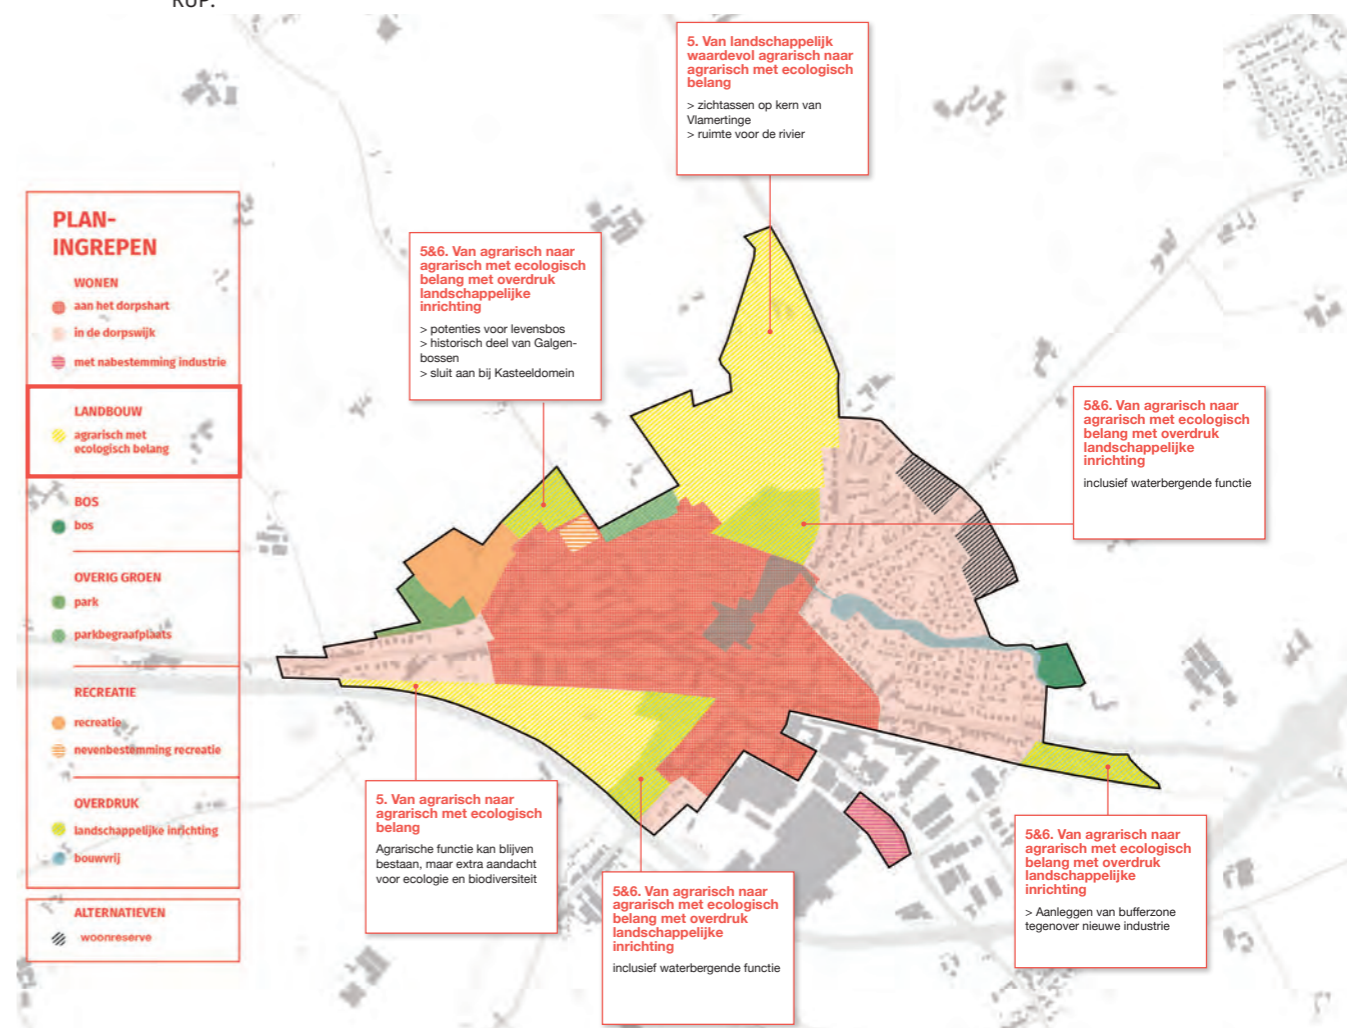 RUP.
5. Van landschappelijk
waardevol agrarisch naar
agrarisch met ecologisch
belang
> zichtassen op kern van
Vlamertinge
> ruimte voor de rivier
PLAN-
INGREPEN
WONEN
aan het dorpshart
in de dorpswijk
met nabestemming industrie
LANDBOUW
agrarisch met
ecologisch belang
BOS
bos
OVERIG GROEN
park
parkbegraafplaats
RECREATIE
recreatie
nevenbestemming recreatie
OVERDRUK
landschappelijke inrichting
bouwvrij
ALTERNATIEVEN
woonreserve
5&6. Van agrarisch naar
agrarisch met ecologisch
belang met overdruk
landschappelijke
inrichting
> potenties voor levensbos
> historisch deel van Galgen-
bossen
> sluit aan bij Kasteeldomein
5&6. Van agrarisch naar
agrarisch met ecologisch
belang met overdruk
landschappelijke
inrichting
inclusief waterbergende functie
5. Van agrarisch naar
agrarisch met ecologisch
belang
Agrarische functie kan blijven
bestaan, maar extra aandacht
voor ecologie en biodiversiteit
5&6. Van agrarisch naar
agrarisch met ecologisch
belang met overdruk
landschappelijke
inrichting
inclusief waterbergende functie
5&6. Van agrarisch naar
agrarisch met ecologisch
belang met overdruk
landschappelijke
inrichting
> Aanleggen van bufferzone
tegenover nieuwe industrie